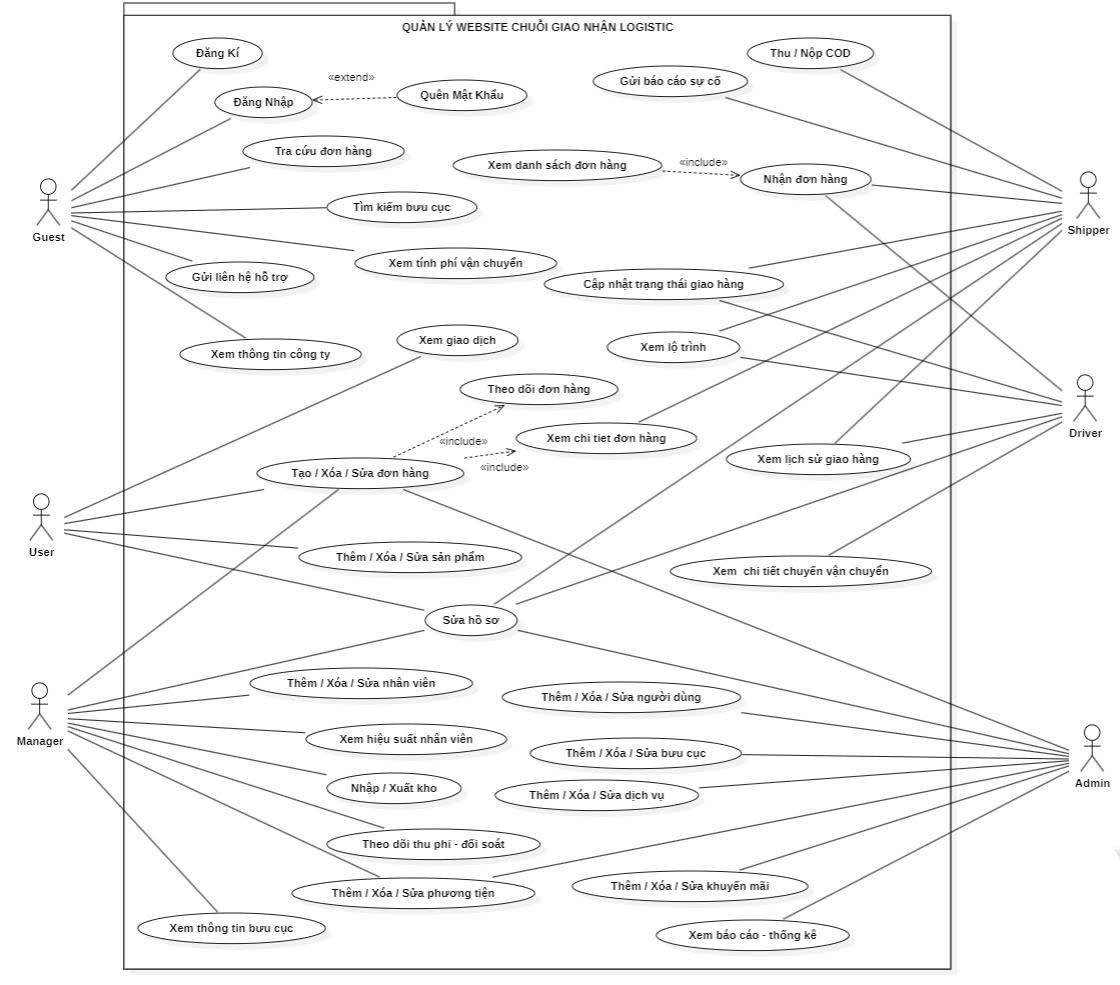 QUẢN LÝ WEBSITE CHUỖI GIAO NHẬN LOGISTIC
Đăng Kí
Thu / Nộp COD
«extend»
Gửi báo cáo sự cố
Đăng Nhập
Quên Mật Khẩu
Tra cứu đơn hàng
Xem danh sách đơn hàng
«include»
Nhận đơn hàng
Tìm kiếm bưu cục
Guest
Shipper
Xem tính phí vận chuyển
Gửi liên hệ hỗ trợ
Cập nhật trạng thái giao hàng
Xem giao dịch
Xem lộ trình
Xem thông tin công ty
Theo dõi đơn hàng
Driver
«include»
Xem chi tiet đơn hàng
Xem lịch sử giao hàng
«include»
Tạo / Xóa / Sửa đơn hàng
User
Thêm / Xóa / Sửa sản phẩm
Xem chi tiết chuyến vận chuyển
Sửa hồ sơ
Thêm / Xóa / Sửa nhân viên
Thêm / Xóa / Sửa người dùng
Manager
Xem hiệu suất nhân viên
Thêm / Xóa / Sửa bưu cục
Nhập / Xuất kho
Thêm / Xóa / Sửa dịch vụ
Admin
Theo dõi thu phí - đối soát
Thêm / Xóa / Sửa phương tiện
Thêm / Xóa / Sửa khuyến mãi
Xem thông tin bưu cục
Xem báo cáo - thống kê